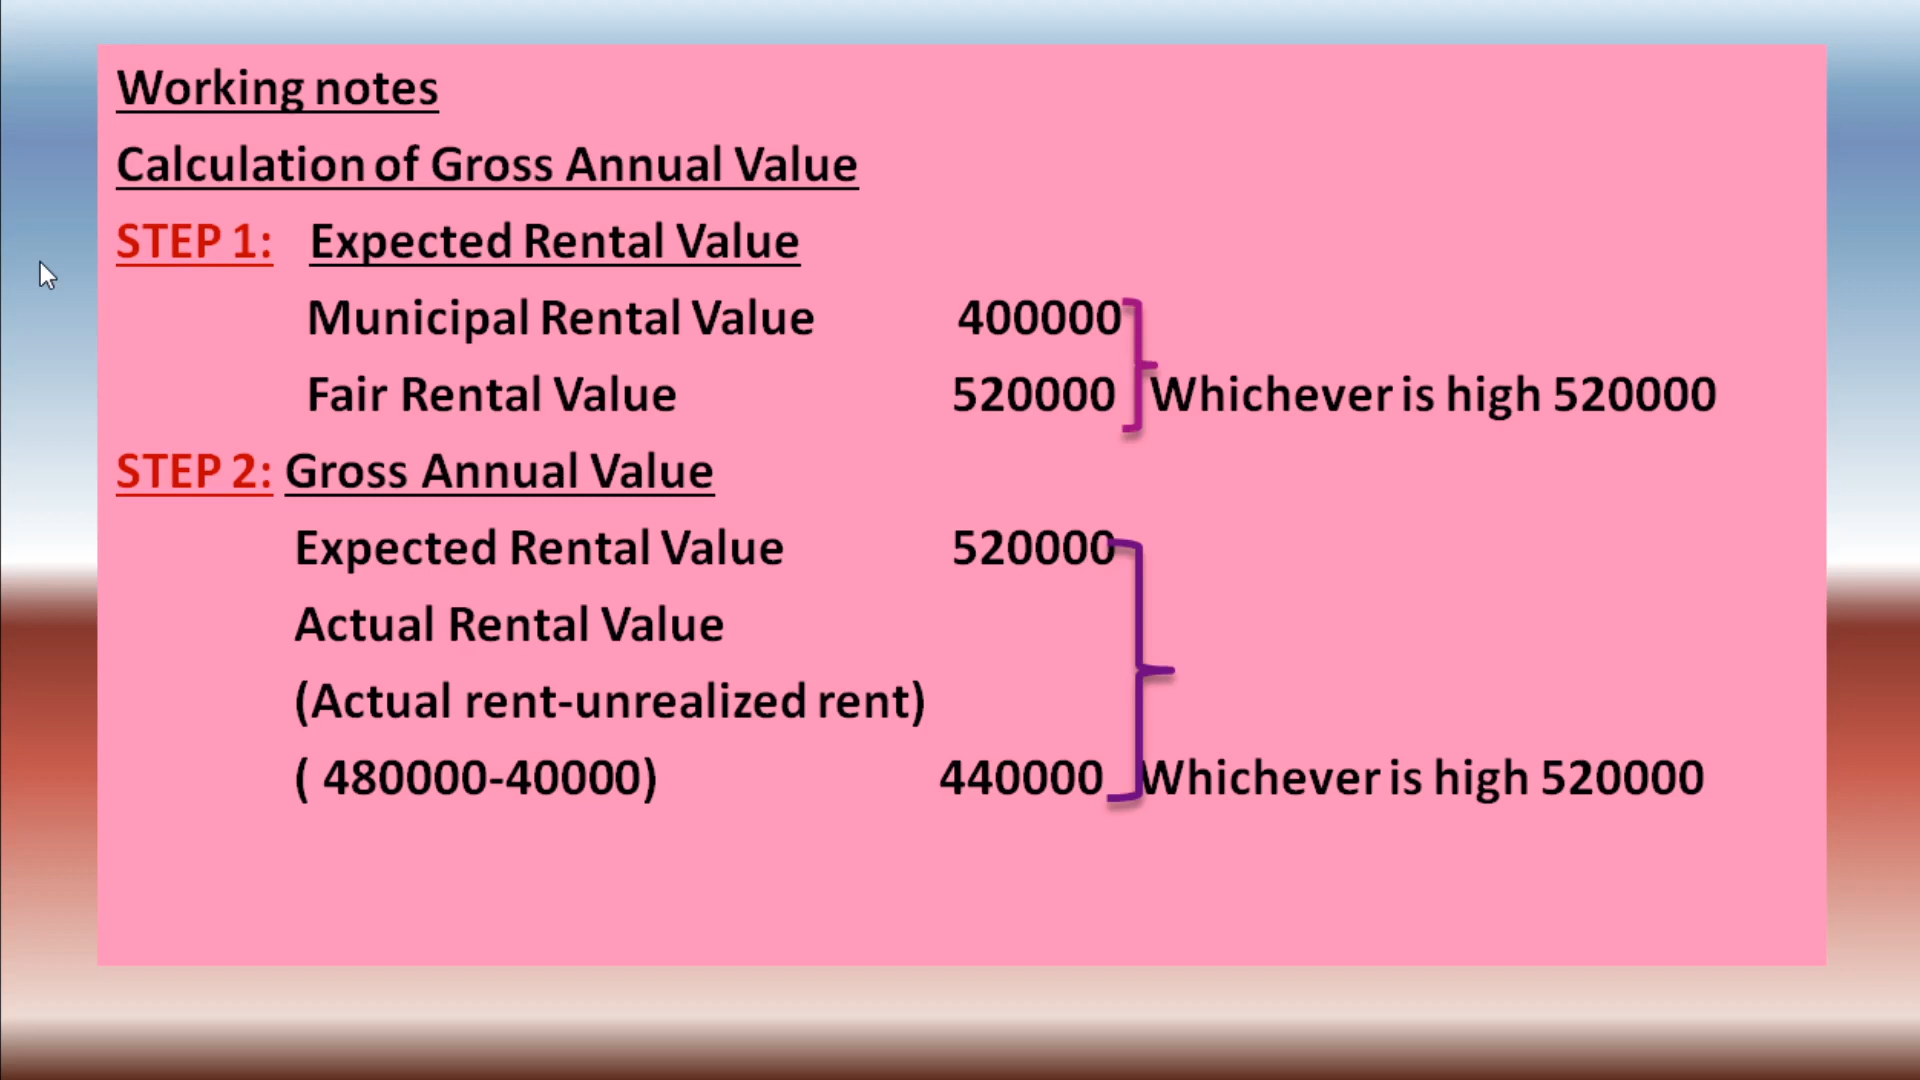 Working notes
Calculation of Gross Annual Value
STEP 1: Expected Rental Value
Municipal Rental Value 400000
Fair Rental Value 520000 Whichever is high 520000
STEP 2: Gross Annual Value
Expected Rental Value 520000
Actual Rental Value
(Actual rent-unrealized rent)
( 480000-40000) 440000 Whichever is high 520000